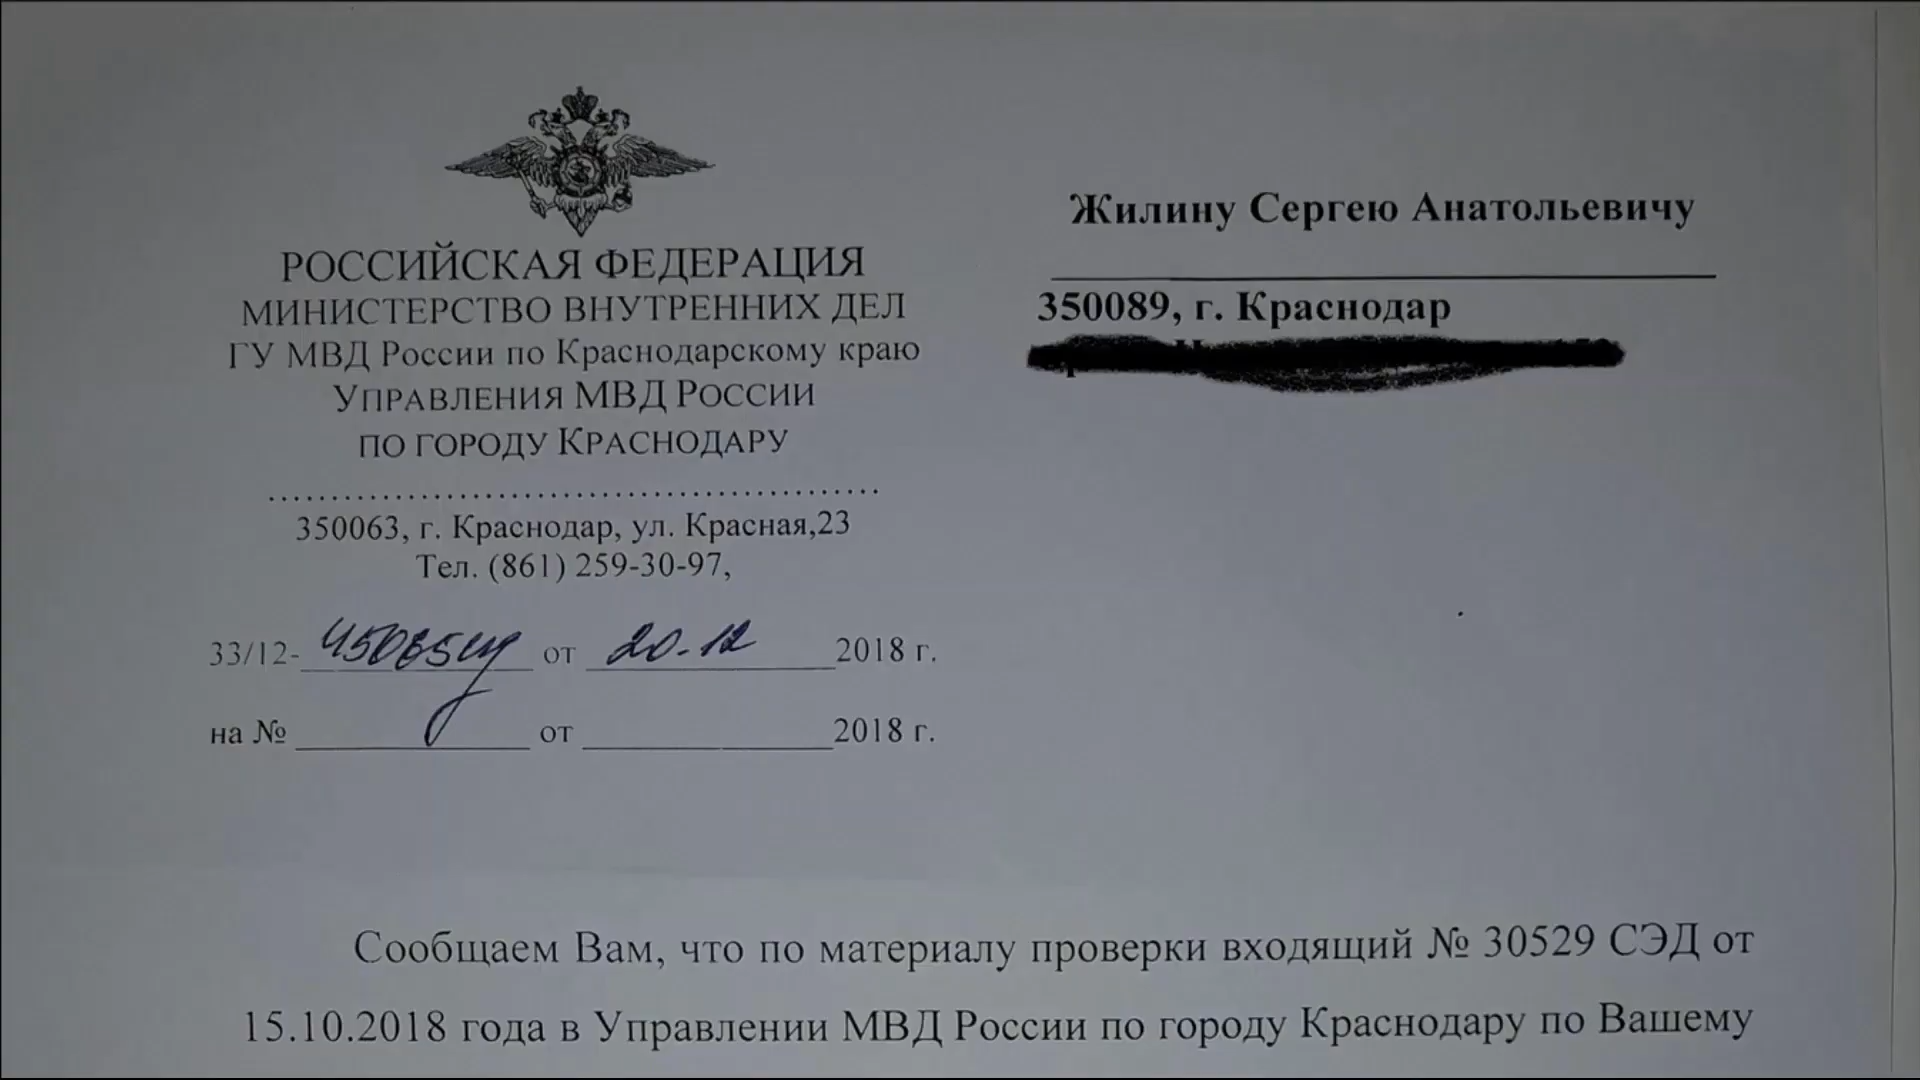 РОССИЙСКАЯ ФЕДЕРАЦИЯ
МИНИСТЕРСТВО ВНУТРЕННИХ ДЕЛ
ГУ МВД России по Краснодарскому краю
УПРАВЛЕНИЯ МВД РОССИИ
ПО ГОРОДУ КРАСНОДАРУ
350063, г. Краснодар, ул. Красная,23
Тел. (861) 259-30-97,
33/12- от 20.12 2018 г.
на № от 2018 г.
Жилину Сергею Анатольевичу
350089, г. Краснодар
Сообщаем Вам, что по материалу проверки входящий № 30529 СЭД от
15.10.2018 года в Управлении МВД России по городу Краснодару по Вашему